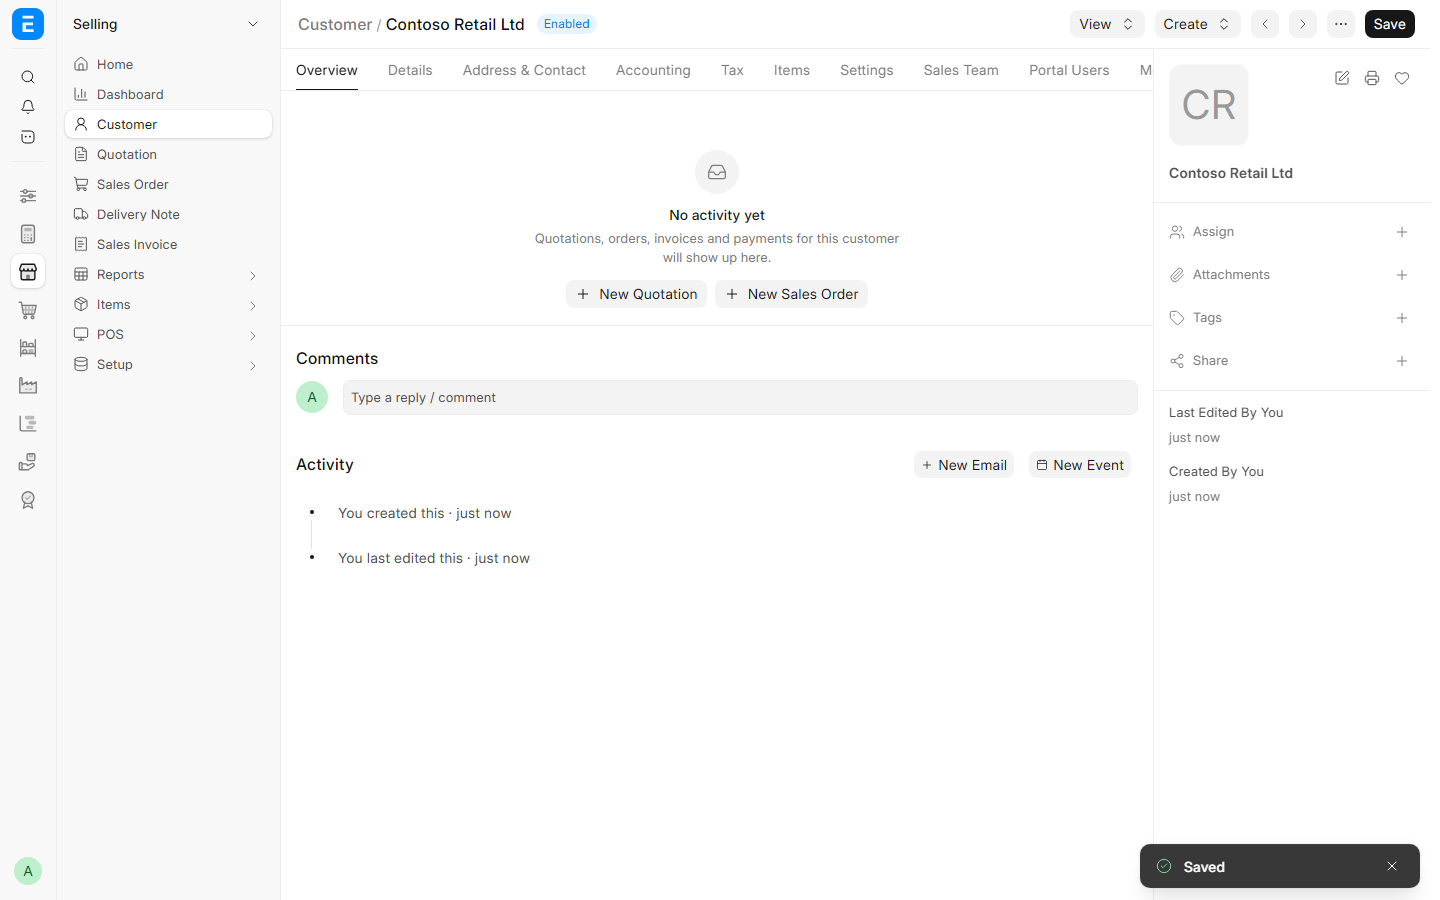 Selling
Home
Dashboard
Customer
Quotation
Sales Order
Delivery Note
Sales Invoice
Reports
Items
POS
Setup
A
Customer / Contoso Retail Ltd Enabled
View
Create
Save
Overview Details Address & Contact Accounting Tax Items Settings Sales Team Portal Users
No activity yet
Quotations, orders, invoices and payments for this customer
will show up here.
New Quotation
New Sales Order
Comments
A
Type a reply / comment
Activity
New Email
New Event
You created this · just now
You last edited this · just now
CR
Contoso Retail Ltd
Assign
Attachments
Tags
Share
Last Edited By You
just now
Created By You
just now
Saved